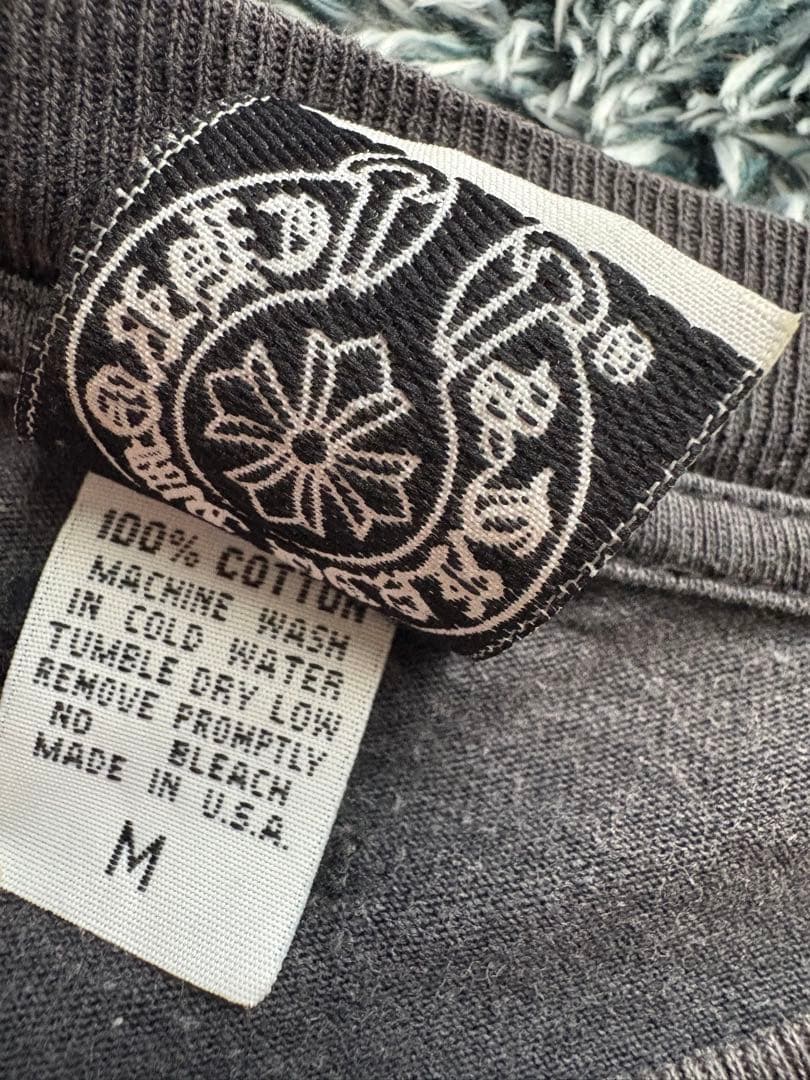 100% COTTON
MACHINE WASH
IN COLD WATER
TUMBLE DRY LOW
REMOVE PROMPTLY
NO BLEACH
MADE IN U.S.A.
M